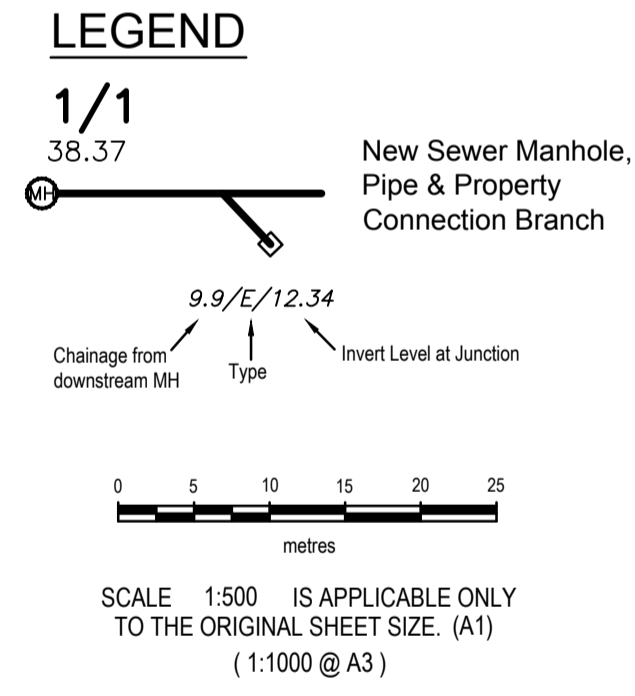 LEGEND
1/1
38.37
MH
New Sewer Manhole,
Pipe & Property
Connection Branch
9.9/E/12.34
Chainage from
downstream MH
Type
Invert Level at Junction
0 5 10 15 20 25
metres
SCALE 1:500 IS APPLICABLE ONLY
TO THE ORIGINAL SHEET SIZE. (A1)
( 1:1000 @ A3 )